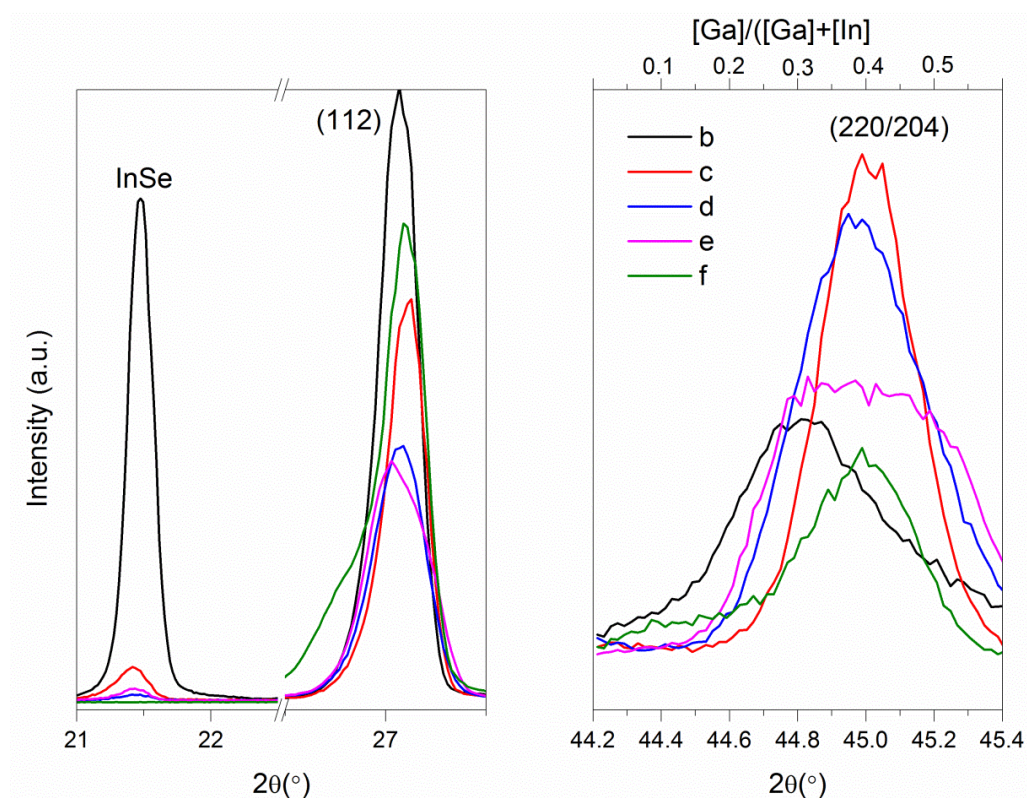 [Ga]/([Ga]+[In]
0.1 0.2 0.3 0.4 0.5
(112)
(220/204)
InSe
b
c
d
e
f
Intensity (a.u.)
21 22 27
44.2 44.4 44.6 44.8 45.0 45.2 45.4
2θ(°)
2θ(°)